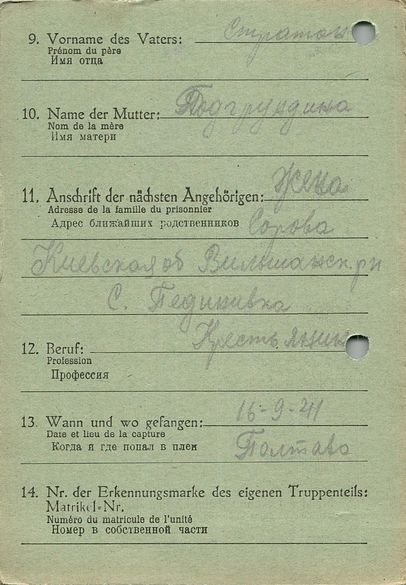 9. Vorname des Vaters: Стратон
Prénom du père
Имя отца
10. Name der Mutter: Подгрундина
Nom de la mère
Имя матери
11. Anschrift der nächsten Angehörigen: Жена
Adresse de la famille du prisonnier
Адрес ближайших родственников Сорова
Киевская об Вильшанск. р н
С. Пединовка
12. Beruf: Крестьянин
Profession
Профессия
13. Wann und wo gefangen: 16-9-41
Date et lieu de la capture
Когда я где попал в плен Полтава
14. Nr. der Erkennungsmarke des eigenen Truppenteils:
Matrikel-Nr.
Numéro du matricule de l'unité
Номер в собственной части